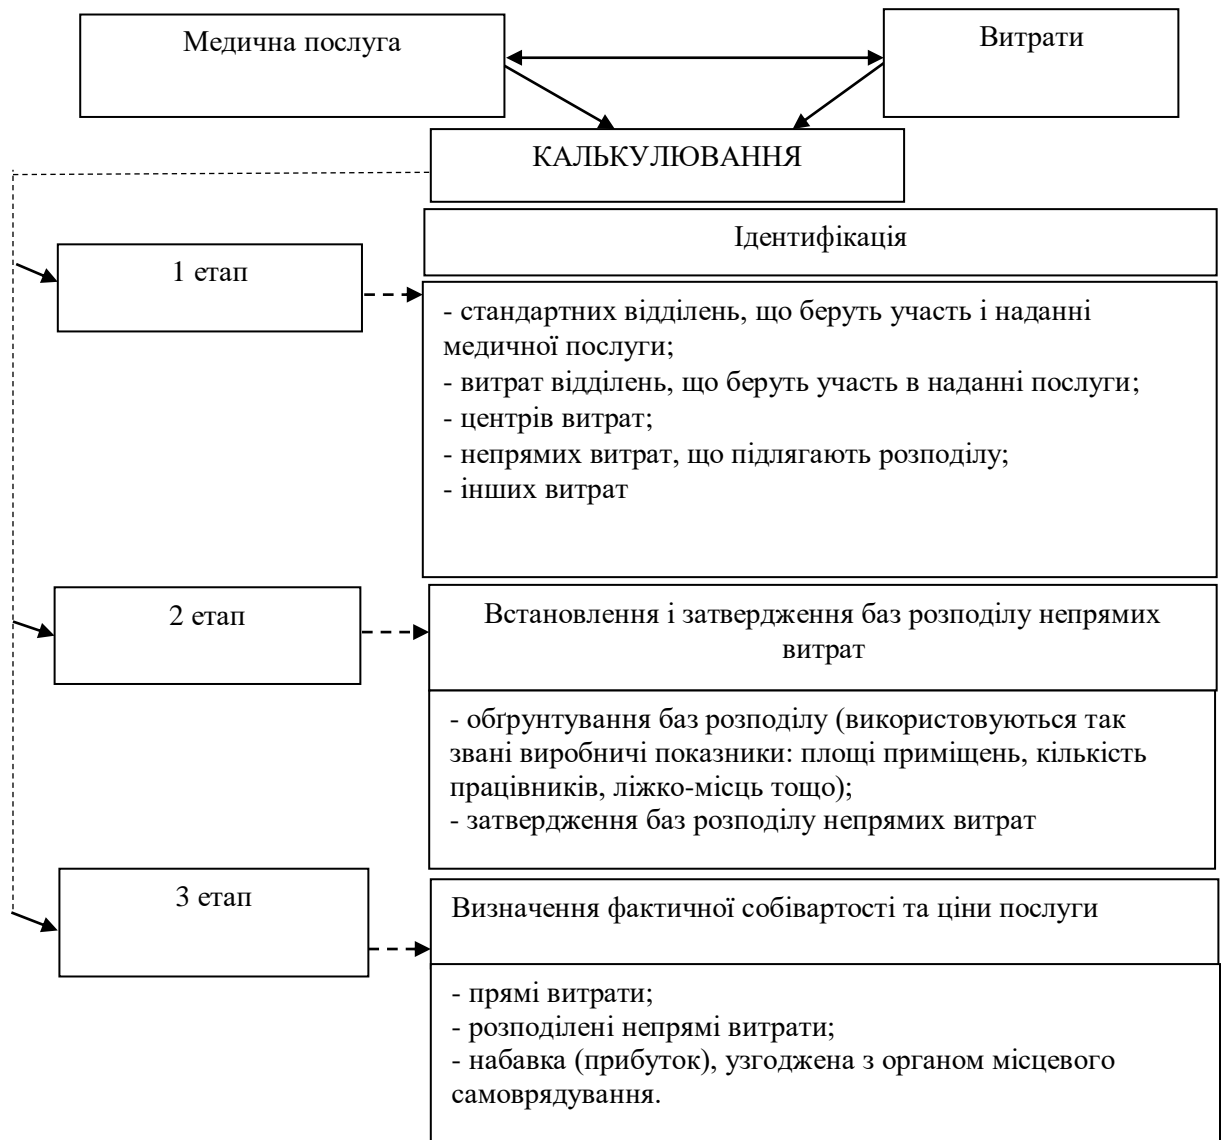 Медична послуга
Витрати
КАЛЬКУЛЮВАННЯ
Ідентифікація
1 етап
- стандартних відділень, що беруть участь і наданні
медичної послуги;
- витрат відділень, що беруть участь в наданні послуги;
- центрів витрат;
- непрямих витрат, що підлягають розподілу;
- інших витрат
2 етап
Встановлення і затвердження баз розподілу непрямих
витрат
- обґрунтування баз розподілу (використовуються так
звані виробничі показники: площі приміщень, кількість
працівників, ліжко-місць тощо);
- затвердження баз розподілу непрямих витрат
3 етап
Визначення фактичної собівартості та ціни послуги
- прямі витрати;
- розподілені непрямі витрати;
- набавка (прибуток), узгоджена з органом місцевого
самоврядування.